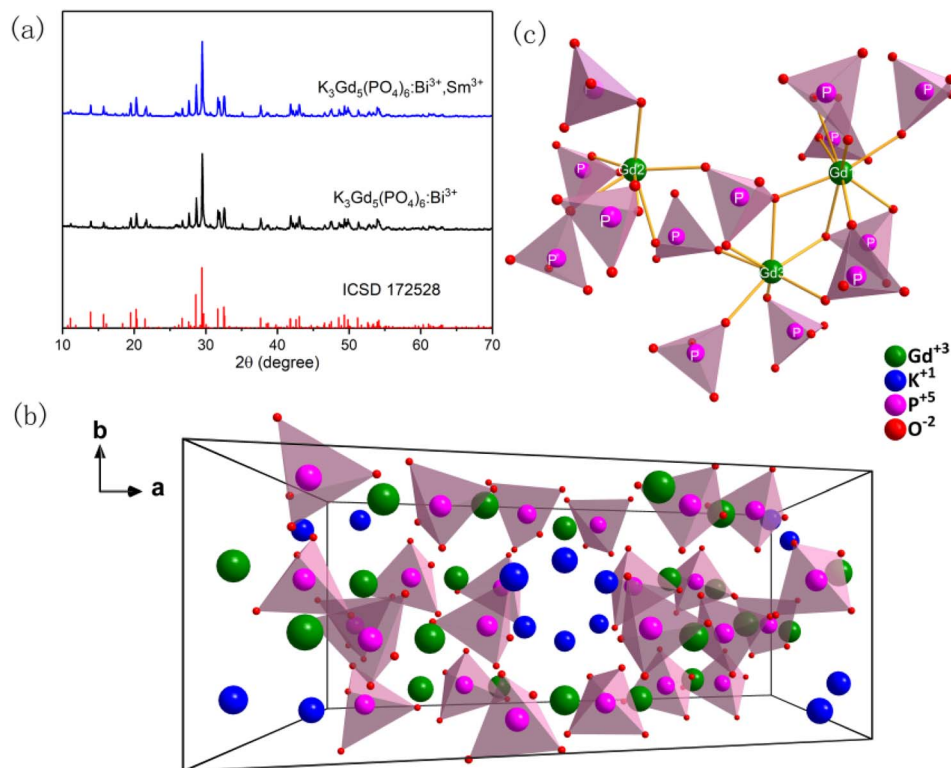 (a)
K₃Gd₅(PO₄)₆:Bi³⁺,Sm³⁺
K₃Gd₅(PO₄)₆:Bi³⁺
ICSD 172528
10 20 30 40 50 60 70
2θ (degree)
(c)
P
P
P
P
Gd2
Gd1
P
P
P
P
P
P
Gd3
P
P
P
Gd⁺³
K⁺¹
P⁺⁵
O⁻²
(b)
b
a